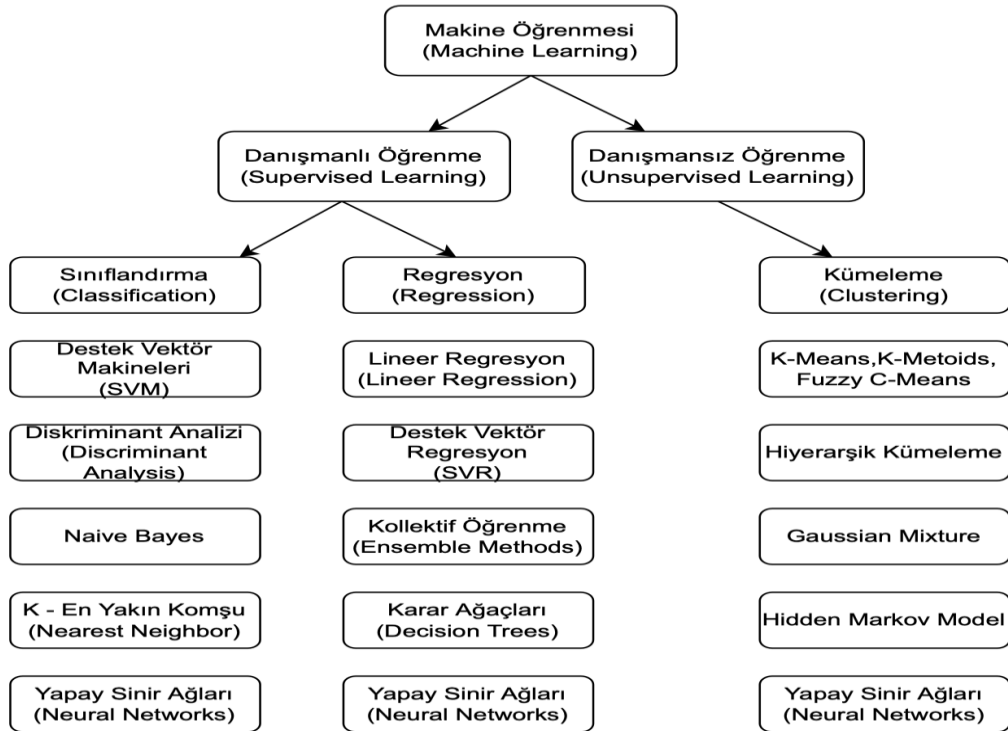 Makine Öğrenmesi
(Machine Learning)
Danışmanlı Öğrenme
(Supervised Learning)
Danışmansız Öğrenme
(Unsupervised Learning)
Sınıflandırma
(Classification)
Regresyon
(Regression)
Kümeleme
(Clustering)
Destek Vektör
Makineleri
(SVM)
Lineer Regresyon
(Lineer Regression)
K-Means,K-Metoids,
Fuzzy C-Means
Diskriminant Analizi
(Discriminant
Analysis)
Destek Vektör
Regresyon
(SVR)
Hiyerarşik Kümeleme
Naive Bayes
Kollektif Öğrenme
(Ensemble Methods)
Gaussian Mixture
K - En Yakın Komşu
(Nearest Neighbor)
Karar Ağaçları
(Decision Trees)
Hidden Markov Model
Yapay Sinir Ağları
(Neural Networks)
Yapay Sinir Ağları
(Neural Networks)
Yapay Sinir Ağları
(Neural Networks)